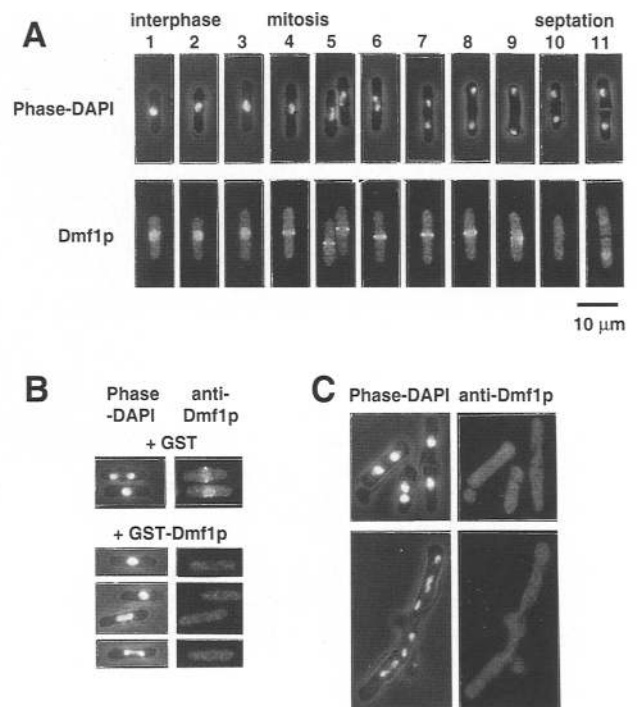 A
interphase mitosis septation
1 2 3 4 5 6 7 8 9 10 11
Phase-DAPI
Dmf1p
10 μm
B
Phase
-DAPI
anti-
Dmf1p
+ GST
+ GST-Dmf1p
C
Phase-DAPI anti-Dmf1p